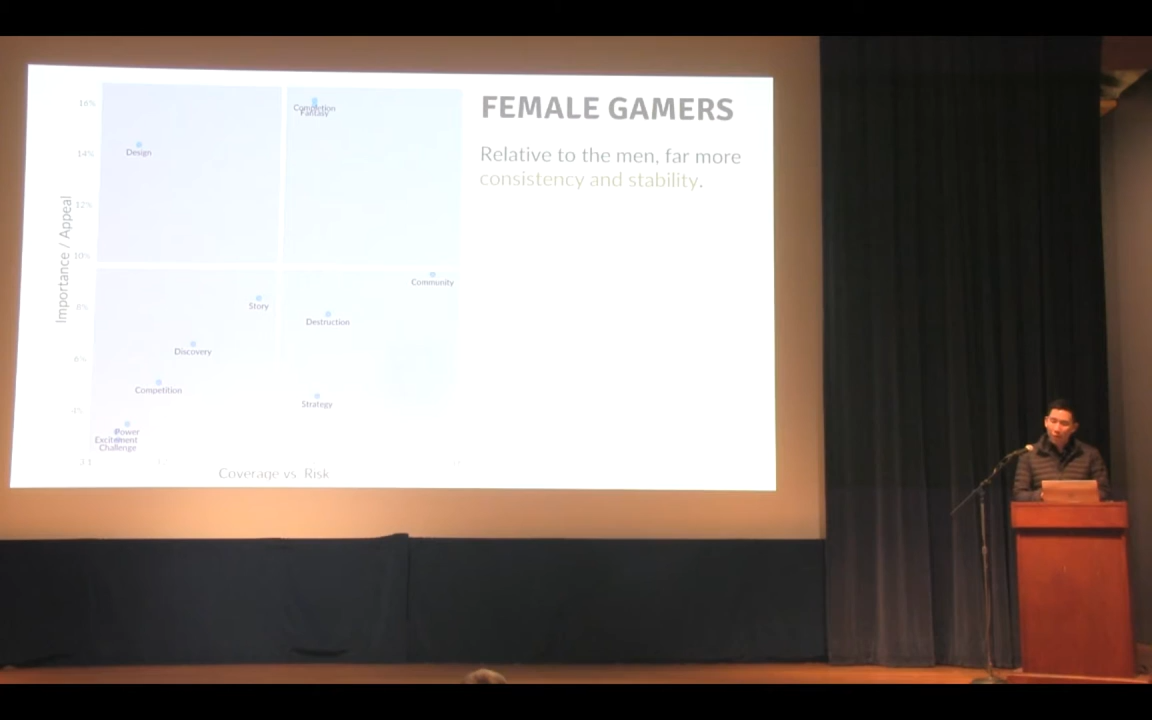 FEMALE GAMERS
Relative to the men, far more
consistency and stability.
Importance / Appeal
16%
14%
12%
10%
8%
6%
4%
Completion
Fantasy
Design
Community
Story
Destruction
Discovery
Competition
Strategy
Power
Excitement
Challenge
Coverage vs. Risk